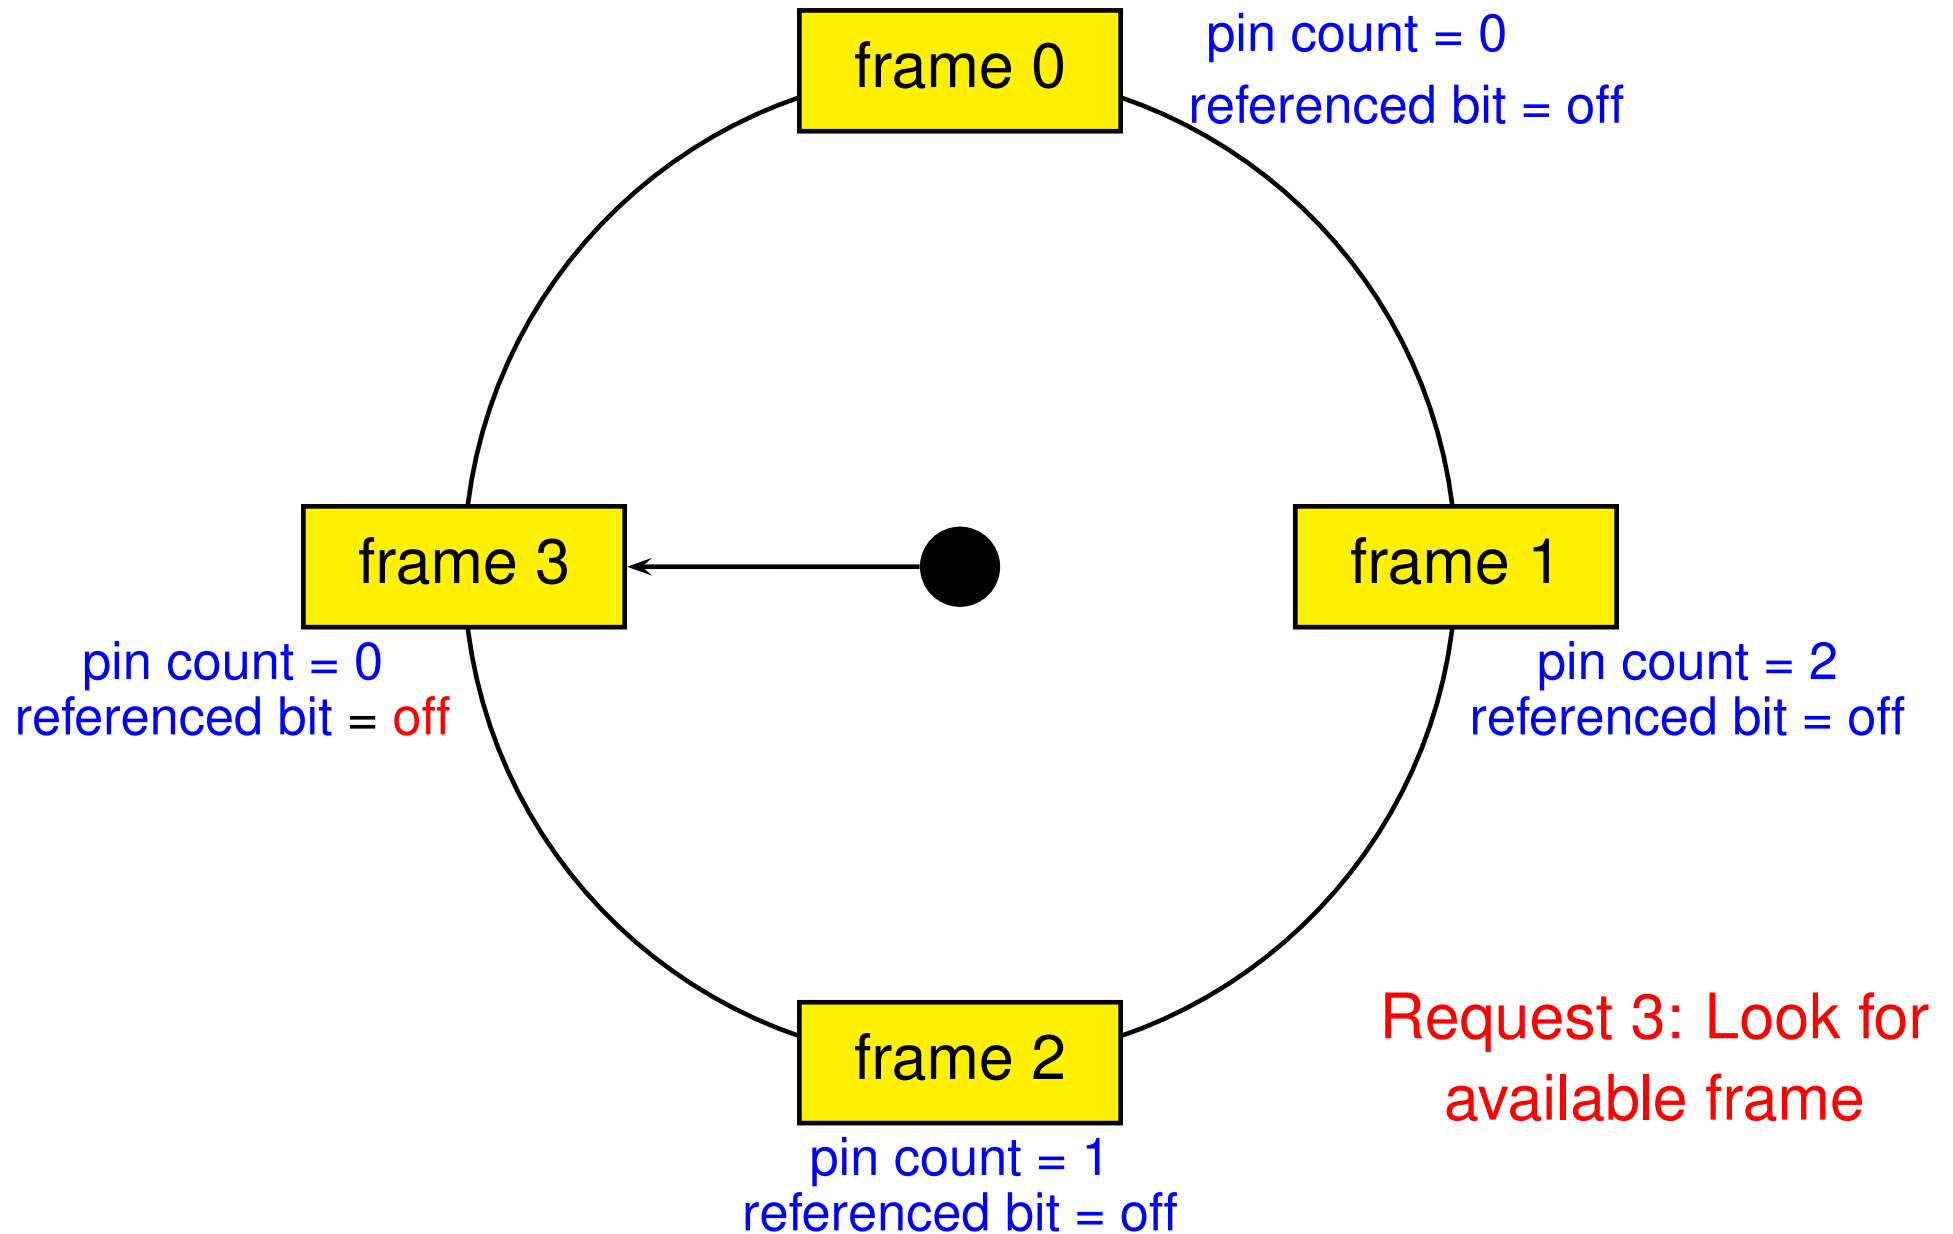 frame 0
pin count = 0
referenced bit = off
frame 3
pin count = 0
referenced bit = off
frame 1
pin count = 2
referenced bit = off
frame 2
pin count = 1
referenced bit = off
Request 3: Look for
available frame